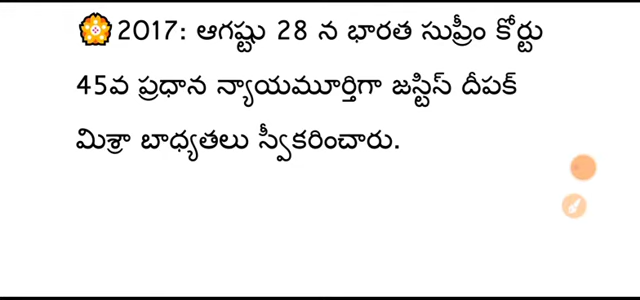 2017: ఆగష్టు 28 న భారత సుప్రీం కోర్టు
45వ ప్రధాన న్యాయమూర్తిగా జస్టిస్ దీపక్
మిశ్రా బాధ్యతలు స్వీకరించారు.